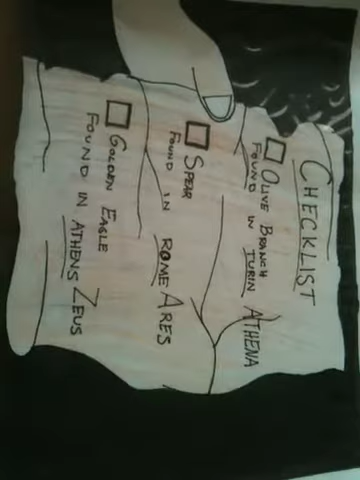 CHECKLIST
OLIVE BRANCH ATHENA
FOUND IN TURIN
SPEAR ARES
FOUND IN ROME
GOLDEN EAGLE ZEUS
FOUND IN ATHENS